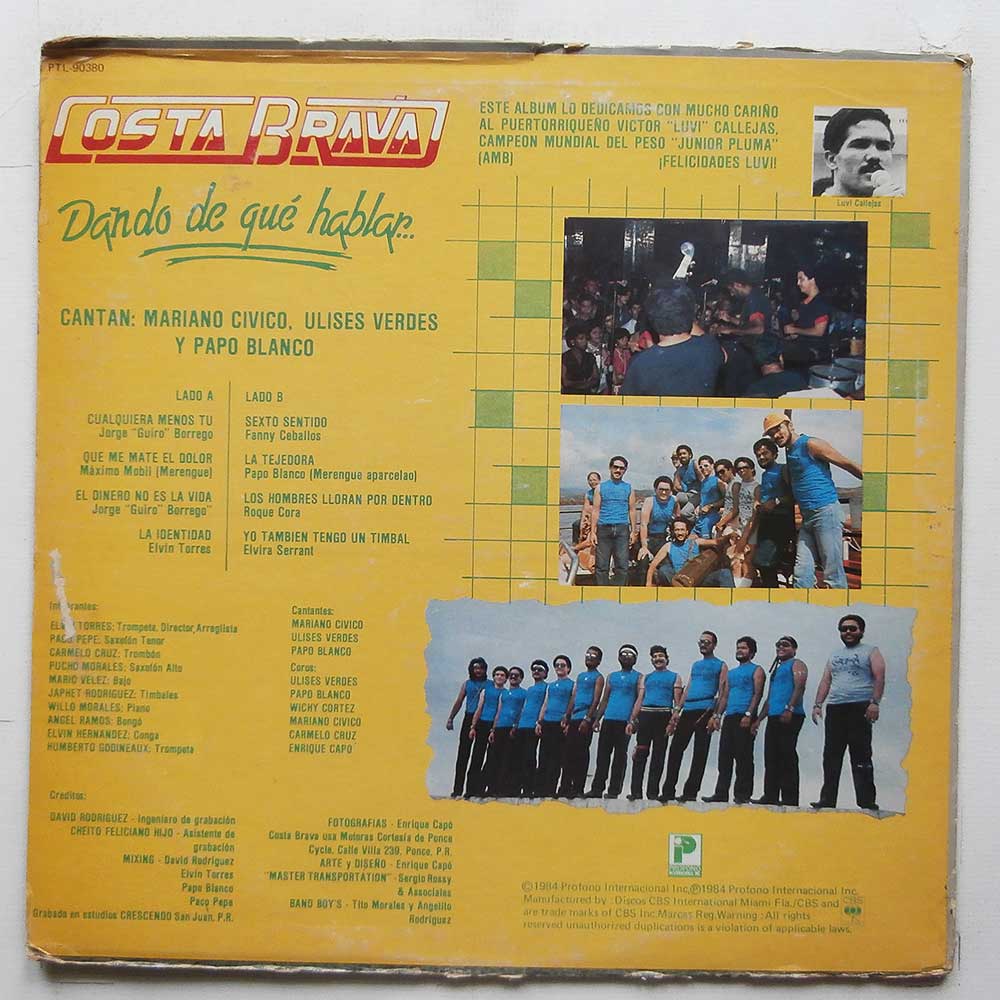 PTL-90380
COSTA BRAVA
Dando de qué hablar...
ESTE ALBUM LO DEDICAMOS CON MUCHO CARIÑO
AL PUERTORRIQUEÑO VICTOR "LUVI" CALLEJAS,
CAMPEON MUNDIAL DEL PESO "JUNIOR PLUMA"
(AMB) ¡FELICIDADES LUVI!
Luvi Callejas
CANTAN: MARIANO CIVICO, ULISES VERDES
Y PAPO BLANCO
LADO A
CUALQUIERA MENOS TU
Jorge "Guiro" Borrego
QUE ME MATE EL DOLOR
Máximo Mobil (Merengue)
EL DINERO NO ES LA VIDA
Jorge "Guiro" Borrego
LA IDENTIDAD
Elvin Torres
LADO B
SEXTO SENTIDO
Fanny Ceballos
LA TEJEDORA
Papo Blanco (Merengue aparcelao)
LOS HOMBRES LLORAN POR DENTRO
Roque Cora
YO TAMBIEN TENGO UN TIMBAL
Elvira Serrant
TORRES: Trompeta, Director, Arreglista
PACO PEPE: Saxofón Tenor
CARMELO CRUZ: Trombón
PUCHO MORALES: Saxofón Alto
MARIO VELEZ: Bajo
JAPHET RODRIGUEZ: Timbales
WILLO MORALES: Piano
ANGEL RAMOS: Bongó
ELVIN HERNANDEZ: Conga
HUMBERTO GODINEAUX: Trompeta
Cantantes:
MARIANO CIVICO
ULISES VERDES
PAPO BLANCO
Coros:
ULISES VERDES
PAPO BLANCO
WICHY CORTEZ
MARIANO CIVICO
CARMELO CRUZ
ENRIQUE CAPO
Creditos:
DAVID RODRIGUEZ - Ingeniero de grabación
CHEITO FELICIANO HIJO - Asistente de
grabación
MIXING - David Rodriguez
Elvin Torres
Papo Blanco
Paco Pepe
Grabado en estudios CRESCENDO San Juan, P.R.
FOTOGRAFIAS - Enrique Capó
Costa Brava usa Motoras Cortesía de Ponce
Cycle, Calle Villa 239, Ponce, P.R.
ARTE y DISEÑO - Enrique Capó
"MASTER TRANSPORTATION" - Sergio Rossy
& Associates
BAND BOY'S - Tito Morales y Angelito
Rodríguez
©1984 Profono Internacional Inc,℗1984 Profono Internacional Inc.
Manufactured by : Discos CBS International Miami Fla./CBS and
are trade marks of CBS Inc. Marcas Reg. Warning : All rights
reserved unauthorized duplications is a violation of applicable laws.
CBS